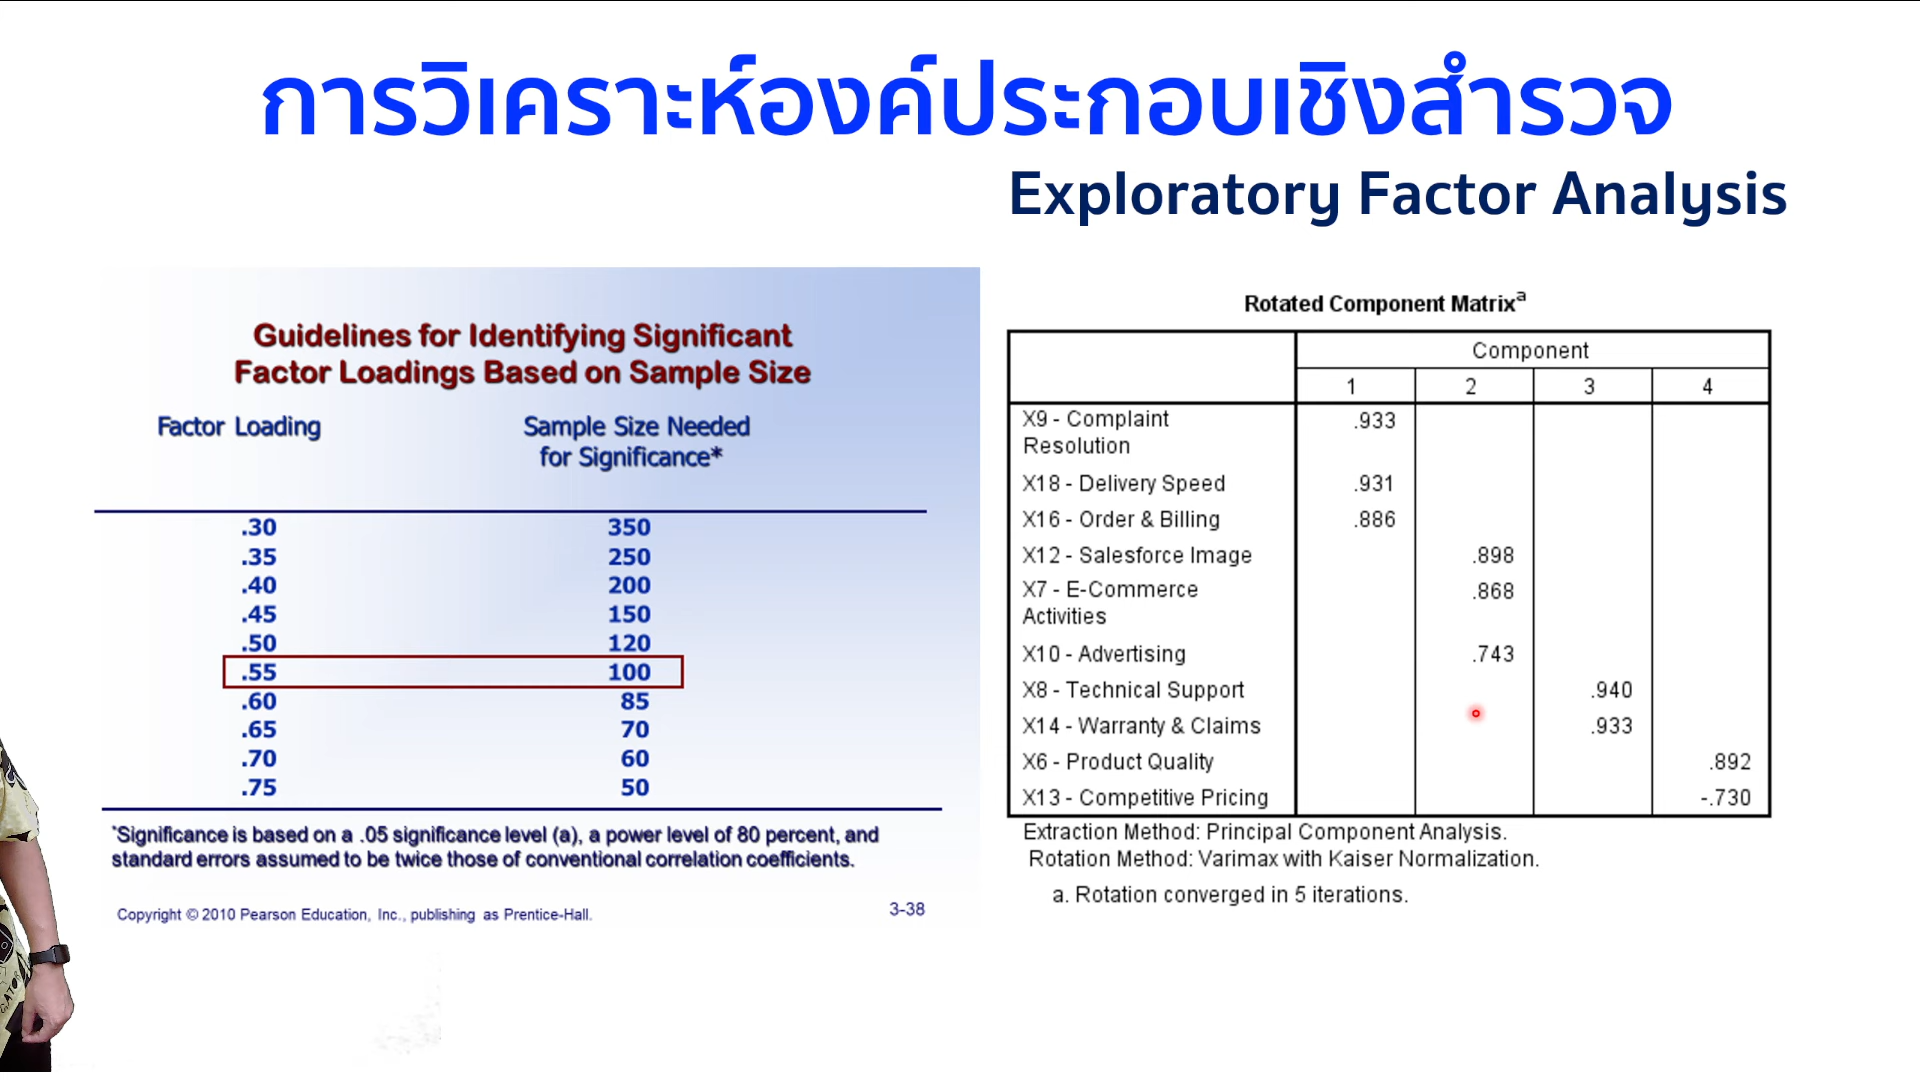 การวิเคราะห์องค์ประกอบเชิงสำรวจ
Exploratory Factor Analysis
Guidelines for Identifying Significant
Factor Loadings Based on Sample Size
Factor Loading Sample Size Needed
for Significance*
.30 350
.35 250
.40 200
.45 150
.50 120
.55 100
.60 85
.65 70
.70 60
.75 50
*Significance is based on a .05 significance level (a), a power level of 80 percent, and
standard errors assumed to be twice those of conventional correlation coefficients.
Copyright © 2010 Pearson Education, Inc., publishing as Prentice-Hall.
3-38
Rotated Component Matrixa
Component
1 2 3 4
X9 - Complaint .933
Resolution
X18 - Delivery Speed .931
X16 - Order & Billing .886
X12 - Salesforce Image .898
X7 - E-Commerce .868
Activities
X10 - Advertising .743
X8 - Technical Support .940
X14 - Warranty & Claims .933
X6 - Product Quality .892
X13 - Competitive Pricing -.730
Extraction Method: Principal Component Analysis.
Rotation Method: Varimax with Kaiser Normalization.
a. Rotation converged in 5 iterations.